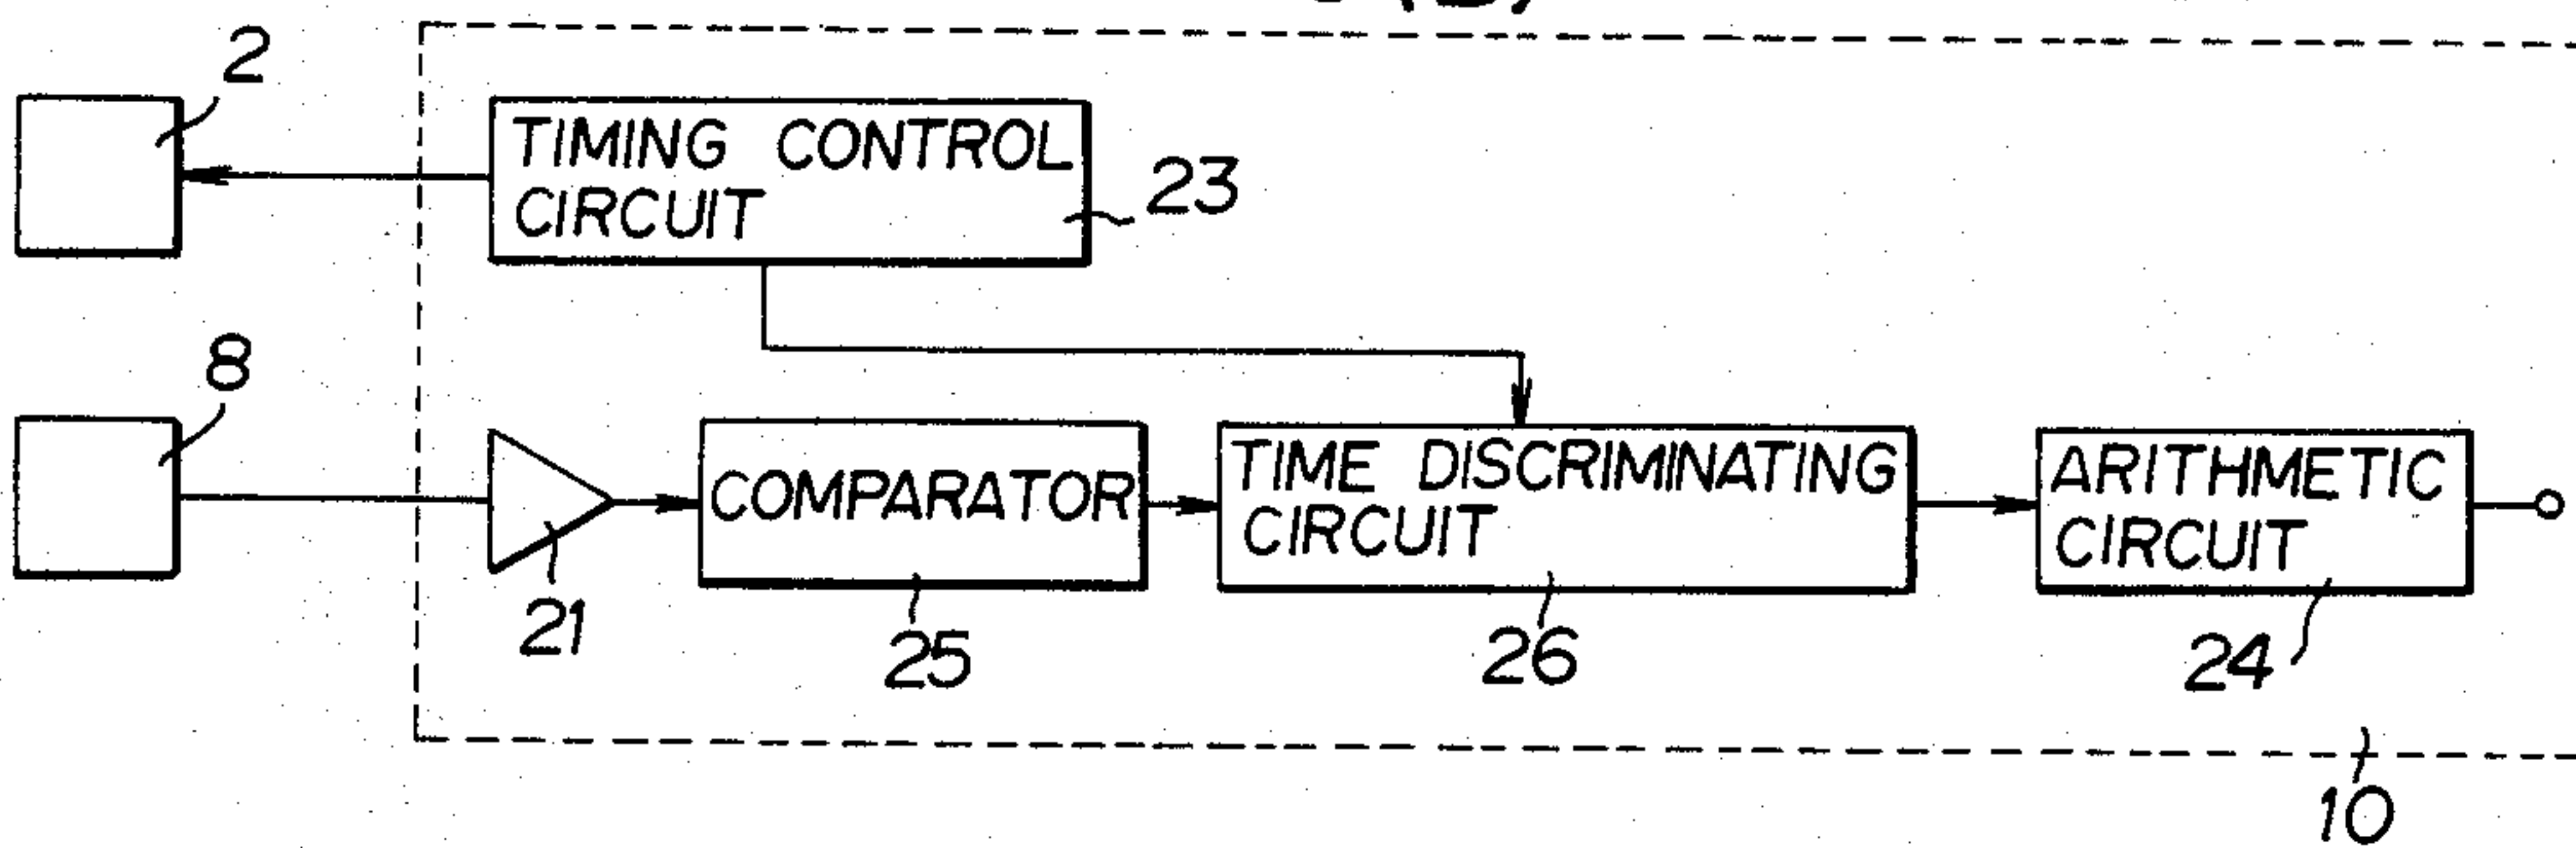 2
TIMING CONTROL
CIRCUIT
23
8
21
COMPARATOR
25
TIME DISCRIMINATING
CIRCUIT
26
ARITHMETIC
CIRCUIT
24
10